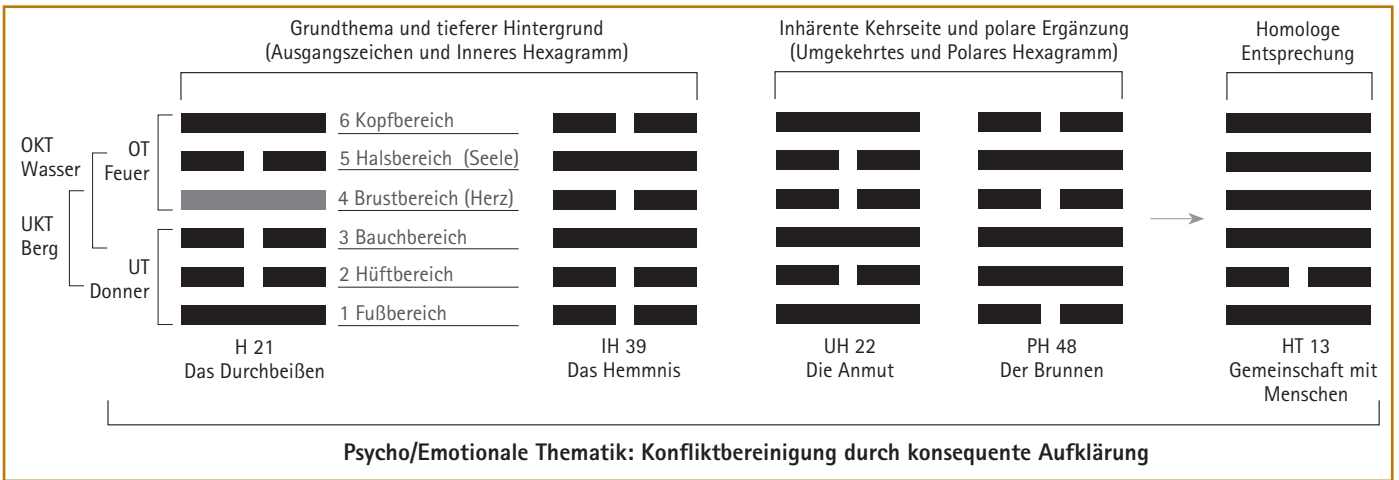 Grundthema und tieferer Hintergrund
(Ausgangszeichen und Inneres Hexagramm)
Inhärente Kehrseite und polare Ergänzung
(Umgekehrtes und Polares Hexagramm)
Homologe
Entsprechung
OKT
Wasser
UKT
Berg
OT
Feuer
UT
Donner
6 Kopfbereich
5 Halsbereich (Seele)
4 Brustbereich (Herz)
3 Bauchbereich
2 Hüftbereich
1 Fußbereich
H 21
Das Durchbeißen
IH 39
Das Hemmnis
UH 22
Die Anmut
PH 48
Der Brunnen
HT 13
Gemeinschaft mit
Menschen
Psycho/Emotionale Thematik: Konfliktbereinigung durch konsequente Aufklärung